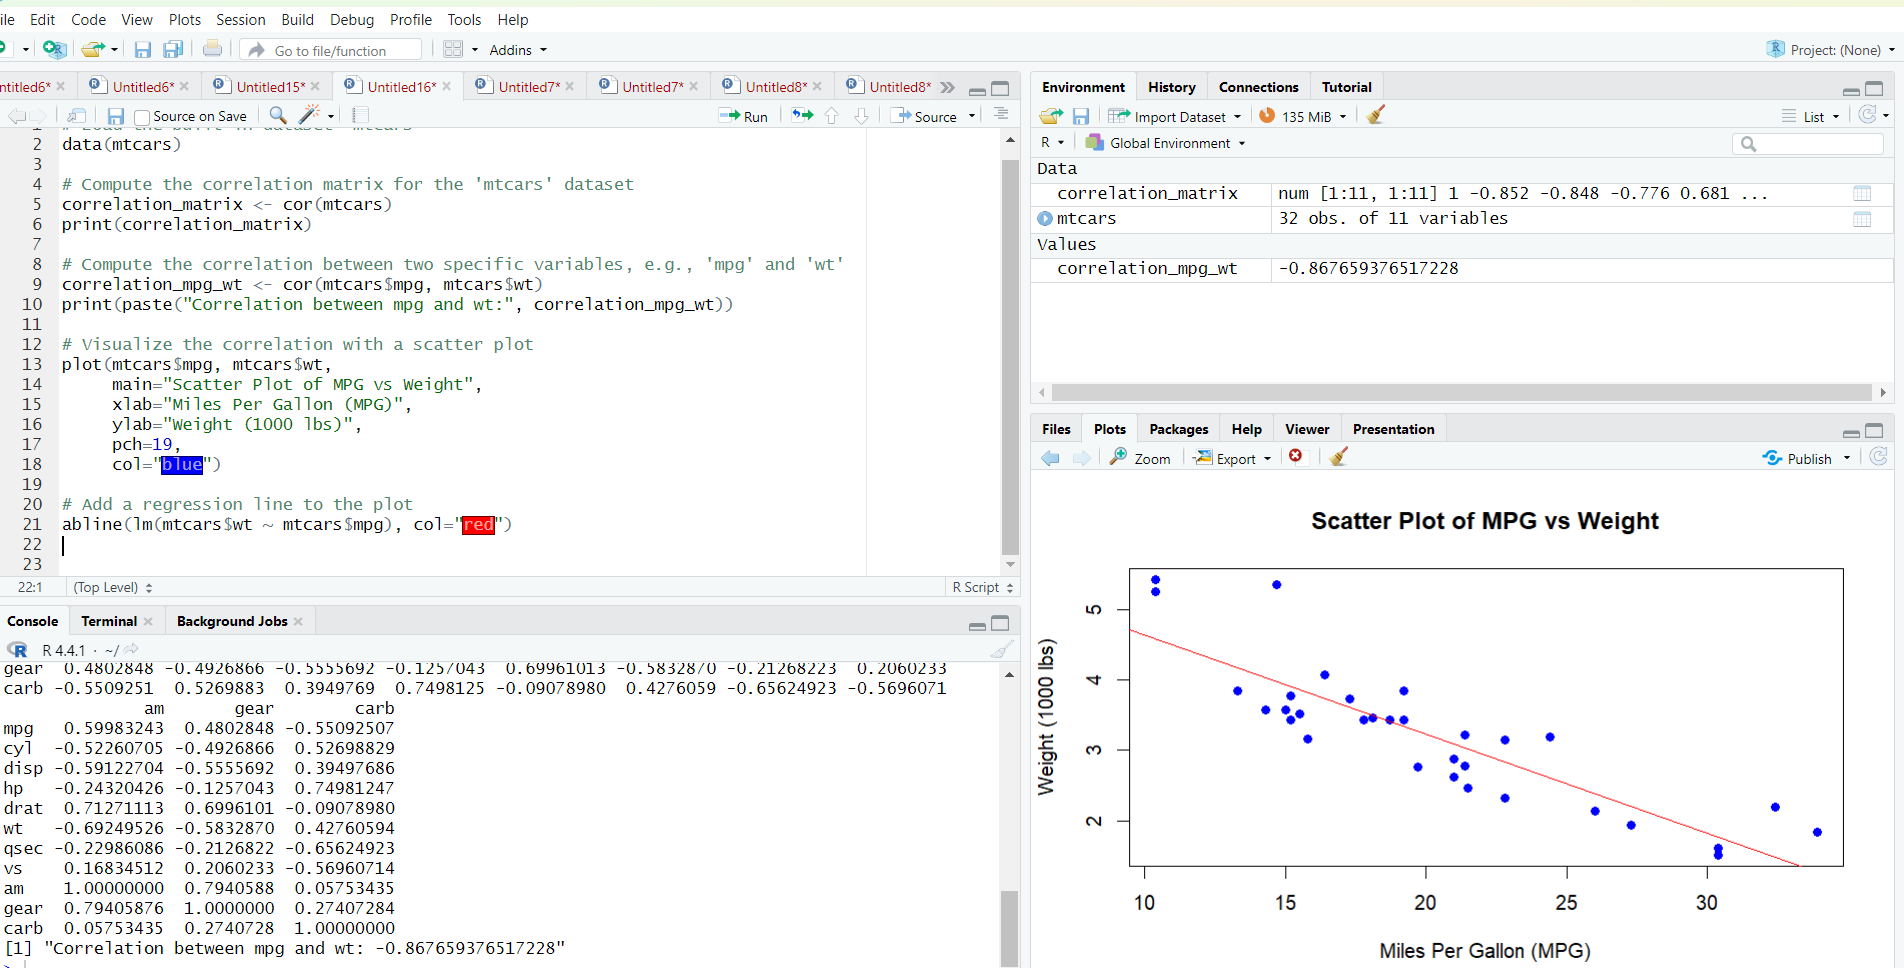 ile Edit Code View Plots Session Build Debug Profile Tools Help
Go to file/function Addins Project: (None)
ntitled6* Untitled6* Untitled15* Untitled16* Untitled7* Untitled7* Untitled8* Untitled8*
Source on Save Run Source
1 # Load the built-in dataset 'mtcars'
2 data(mtcars)
3
4 # Compute the correlation matrix for the 'mtcars' dataset
5 correlation_matrix <- cor(mtcars)
6 print(correlation_matrix)
7
8 # Compute the correlation between two specific variables, e.g., 'mpg' and 'wt'
9 correlation_mpg_wt <- cor(mtcars$mpg, mtcars$wt)
10 print(paste("Correlation between mpg and wt:", correlation_mpg_wt))
11
12 # Visualize the correlation with a scatter plot
13 plot(mtcars$mpg, mtcars$wt,
14 main="Scatter Plot of MPG vs Weight",
15 xlab="Miles Per Gallon (MPG)",
16 ylab="Weight (1000 lbs)",
17 pch=19,
18 col="blue")
19
20 # Add a regression line to the plot
21 abline(lm(mtcars$wt ~ mtcars$mpg), col="red")
22
23
22:1 (Top Level) R Script
Console Terminal Background Jobs
R 4.4.1 · ~/
gear 0.4802848 -0.4926866 -0.5555692 -0.1257043 0.69961013 -0.5832870 -0.21268223 0.2060233
carb -0.5509251 0.5269883 0.3949769 0.7498125 -0.09078980 0.4276059 -0.65624923 -0.5696071
am gear carb
mpg 0.59983243 0.4802848 -0.55092507
cyl -0.52260705 -0.4926866 0.52698829
disp -0.59122704 -0.5555692 0.39497686
hp -0.24320426 -0.1257043 0.74981247
drat 0.71271113 0.6996101 -0.09078980
wt -0.69249526 -0.5832870 0.42760594
qsec -0.22986086 -0.2126822 -0.65624923
vs 0.16834512 0.2060233 -0.56960714
am 1.00000000 0.7940588 0.05753435
gear 0.79405876 1.0000000 0.27407284
carb 0.05753435 0.2740728 1.00000000
[1] "Correlation between mpg and wt: -0.867659376517228"
>
Environment History Connections Tutorial
Import Dataset 135 MiB List
R Global Environment
Data
correlation_matrix num [1:11, 1:11] 1 -0.852 -0.848 -0.776 0.681 ...
mtcars 32 obs. of 11 variables
Values
correlation_mpg_wt -0.867659376517228
Files Plots Packages Help Viewer Presentation
Zoom Export Publish
Scatter Plot of MPG vs Weight
Weight (1000 lbs)
5
4
3
2
10 15 20 25 30
Miles Per Gallon (MPG)